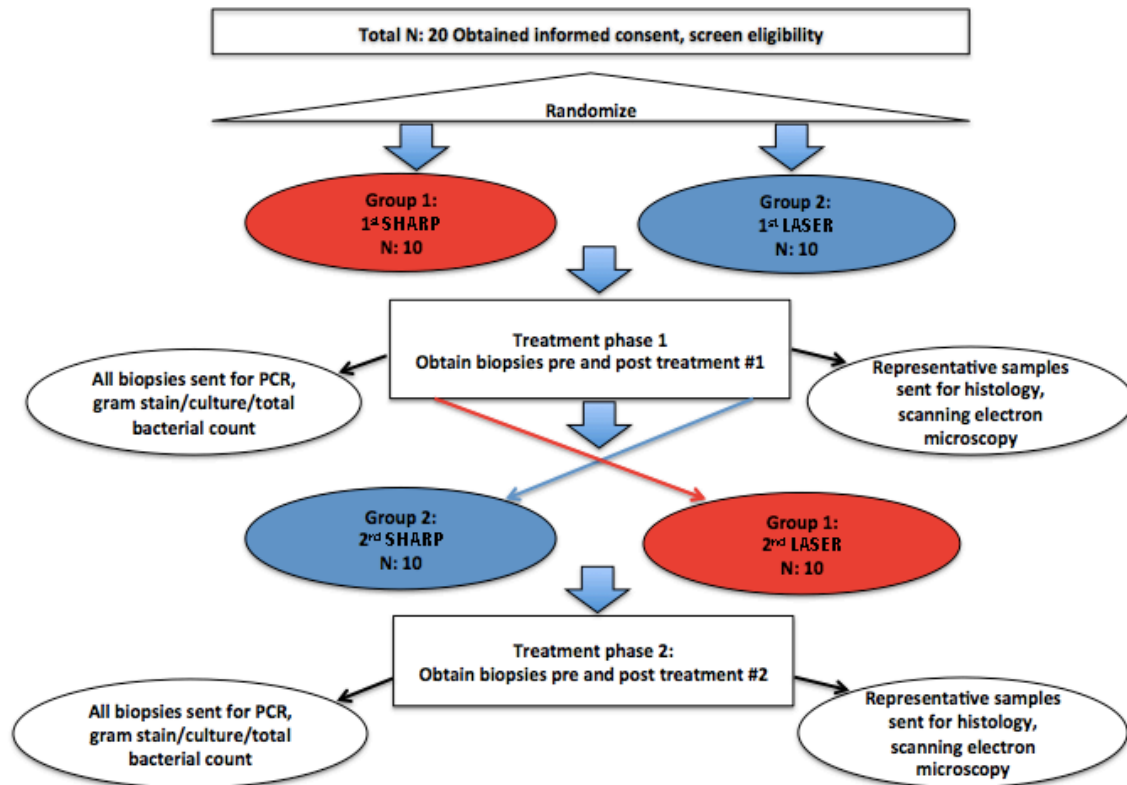 Total N: 20 Obtained informed consent, screen eligibility
Randomize
Group 1:
1st SHARP
N: 10
Group 2:
1st LASER
N: 10
Treatment phase 1
Obtain biopsies pre and post treatment #1
All biopsies sent for PCR,
gram stain/culture/total
bacterial count
Representative samples
sent for histology,
scanning electron
microscopy
Group 2:
2nd SHARP
N: 10
Group 1:
2nd LASER
N: 10
Treatment phase 2:
Obtain biopsies pre and post treatment #2
All biopsies sent for PCR,
gram stain/culture/total
bacterial count
Representative samples
sent for histology,
scanning electron
microscopy